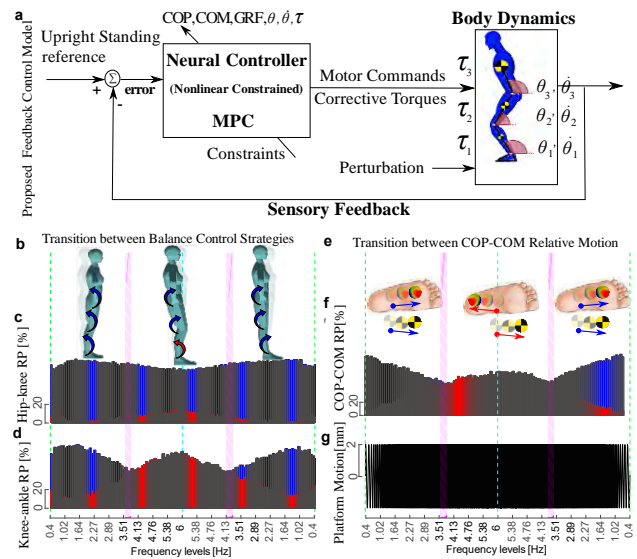 a
COP,COM,GRF,θ,θ̇,τ
Body Dynamics
Proposed Feedback Control Model
Upright Standing
reference
+
Σ
-
error
Neural Controller
(Nonlinear Constrained)
MPC
Constraints
Motor Commands
Corrective Torques
Perturbation
τ3
τ2
τ1
θ3, θ̇3
θ2, θ̇2
θ1, θ̇1
Sensory Feedback
b
Transition between Balance Control Strategies
c
Hip-knee RP [%]
0 20
d
Knee-ankle RP [%]
0 20
0.4 1.02 1.64 2.27 2.89 3.51 4.13 4.76 5.38 6 5.38 4.76 4.13 3.51 2.89 2.27 1.64 1.02 0.4
Frequency levels [Hz]
e
Transition between COP-COM Relative Motion
f
COP-COM RP[%]
0 20
g
Platform Motion[mm]
0 2
0.4 1.02 1.64 2.27 2.89 3.51 4.13 4.76 5.38 6 5.38 4.76 4.13 3.51 2.89 2.27 1.64 1.02 0.4
Frequency levels [Hz]